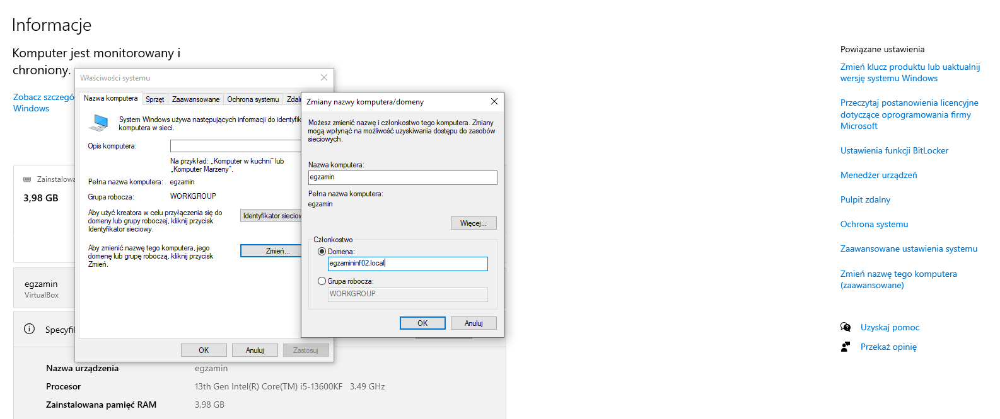 Informacje
Komputer jest monitorowany i
chroniony.
Zobacz szczegó
Windows
Zainstalowa
3,98 GB
egzamin
VirtualBox
Specyfik
Nazwa urządzenia egzamin
Procesor 13th Gen Intel(R) Core(TM) i5-13600KF 3.49 GHz
Zainstalowana pamięć RAM 3,98 GB
Właściwości systemu
Nazwa komputera Sprzęt Zaawansowane Ochrona systemu Zdaln
System Windows używa następujących informacji do identyfik
komputera w sieci.
Opis komputera:
Na przykład: „Komputer w kuchni” lub
„Komputer Marzeny”.
Pełna nazwa komputera: egzamin
Grupa robocza: WORKGROUP
Aby użyć kreatora w celu przyłączenia się do
domeny lub grupy roboczej, kliknij przycisk
Identyfikator sieciowy.
Identyfikator sieciow
Aby zmienić nazwę tego komputera, jego
domenę lub grupę roboczą, kliknij przycisk
Zmień.
Zmień...
OK Anuluj Zastosuj
Zmiany nazwy komputera/domeny
Możesz zmienić nazwę i członkostwo tego komputera. Zmiany
mogą wpłynąć na możliwość uzyskiwania dostępu do zasobów
sieciowych.
Nazwa komputera:
egzamin
Pełna nazwa komputera:
egzamin
Więcej...
Członkostwo
Domena:
egzamininf02.local
Grupa robocza:
WORKGROUP
OK Anuluj
Powiązane ustawienia
Zmień klucz produktu lub uaktualnij
wersję systemu Windows
Przeczytaj postanowienia licencyjne
dotyczące oprogramowania firmy
Microsoft
Ustawienia funkcji BitLocker
Menedżer urządzeń
Pulpit zdalny
Ochrona systemu
Zaawansowane ustawienia systemu
Zmień nazwę tego komputera
(zaawansowane)
Uzyskaj pomoc
Przekaż opinię